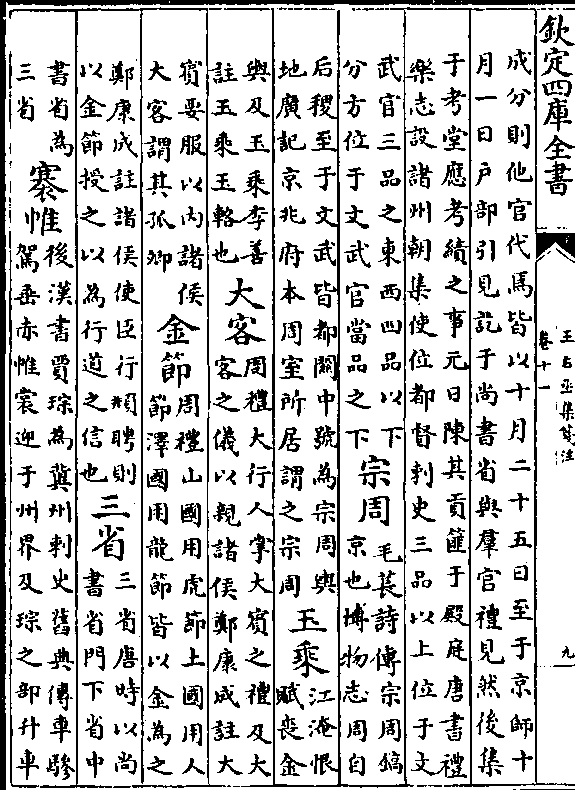 欽定四庫全書
王右丞集箋注
卷十一
九
成分則他官代焉皆以十月二十五日至于京師十
月一日戶部引見訖于尚書省與羣官禮見然後集
于考堂應考績之事元日陳其貢篚于殿庭唐書禮
樂志設諸州朝集使位都督刺史三品以上位于文
武官三品之東西四品以下
分方位于文武官當品之下
宗周
毛萇詩傳宗周鎬
京也博物志周自
后稷至于文武皆都關中號為宗周輿
地廣記京兆府本周室所居謂之宗周
玉乘
江淹恨
賦喪金
輿及玉乘李善
註玉乘玉輅也
大客
周禮大行人掌大賓之禮及大
客之儀以親諸侯鄭康成註大
賓要服以內諸侯
大客謂其孤卿
金節
周禮山國用虎節上國用人
節澤國用龍節皆以金為之
鄭康成註諸侯使臣行頫聘則
以金節授之以為行道之信也
三省
三省唐時以尚
書省門下省中
書省為
三省
褰帷
後漢書賈琮為冀州刺史舊典傳車驂
駕垂赤帷裳迎于州界及琮之部升車